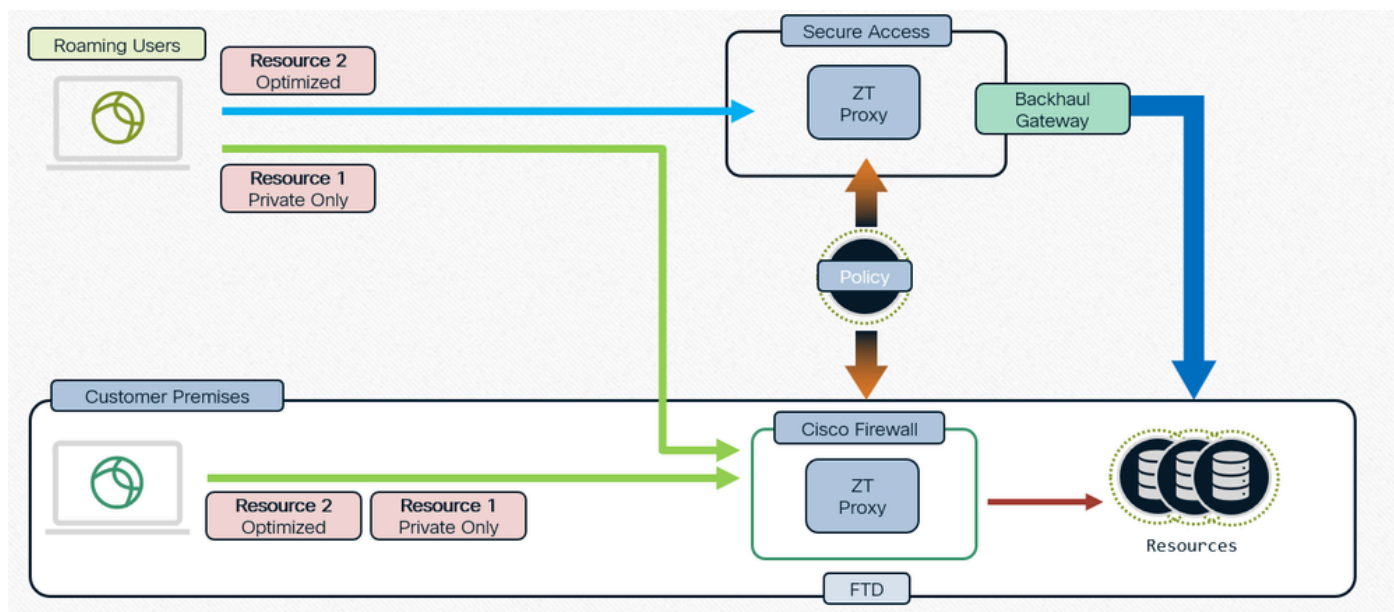 Roaming Users
Resource 2
Optimized
Resource 1
Private Only
Secure Access
ZT
Proxy
Backhaul
Gateway
Policy
Customer Premises
Resource 2
Optimized
Resource 1
Private Only
Cisco Firewall
ZT
Proxy
Resources
FTD